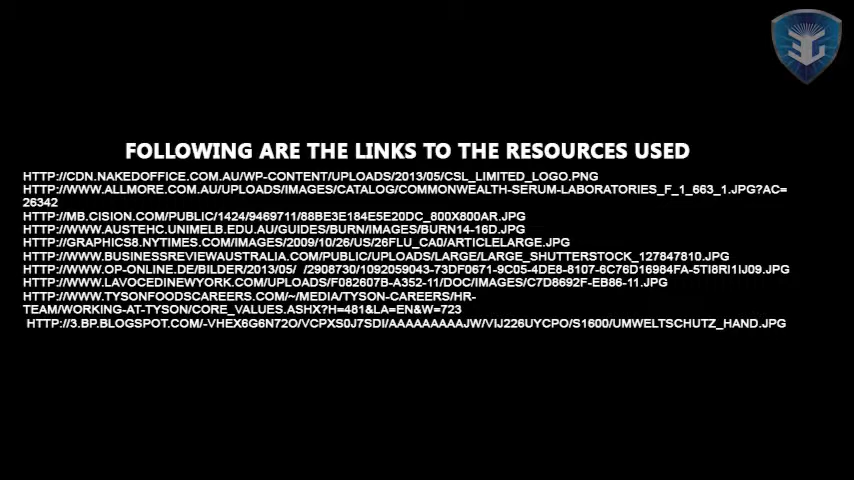 FOLLOWING ARE THE LINKS TO THE RESOURCES USED
HTTP://CDN.NAKEDOFFICE.COM.AU/WP-CONTENT/UPLOADS/2013/05/CSL_LIMITED_LOGO.PNG
HTTP://WWW.ALLMORE.COM.AU/UPLOADS/IMAGES/CATALOG/COMMONWEALTH-SERUM-LABORATORIES_F_1_663_1.JPG?AC=
26342
HTTP://MB.CISION.COM/PUBLIC/1424/9469711/88BE3E184E5E20DC_800X800AR.JPG
HTTP://WWW.AUSTEHC.UNIMELB.EDU.AU/GUIDES/BURN/IMAGES/BURN14-16D.JPG
HTTP://GRAPHICS8.NYTIMES.COM/IMAGES/2009/10/26/US/26FLU_CA0/ARTICLELARGE.JPG
HTTP://WWW.BUSINESSREVIEWAUSTRALIA.COM/PUBLIC/UPLOADS/LARGE/LARGE_SHUTTERSTOCK_127847810.JPG
HTTP://WWW.OP-ONLINE.DE/BILDER/2013/05/ /2908730/1092059043-73DF0671-9C05-4DE8-8107-6C76D16984FA-5TI8RI1IJ09.JPG
HTTP://WWW.LAVOCEDINEWYORK.COM/UPLOADS/F082607B-A352-11/DOC/IMAGES/C7D8692F-EB86-11.JPG
HTTP://WWW.TYSONFOODSCAREERS.COM/~/MEDIA/TYSON-CAREERS/HR-
TEAM/WORKING-AT-TYSON/CORE_VALUES.ASHX?H=481&LA=EN&W=723
HTTP://3.BP.BLOGSPOT.COM/-VHEX6G6N72O/VCPXS0J7SDI/AAAAAAAAAJW/VIJ226UYCPO/S1600/UMWELTSCHUTZ_HAND.JPG